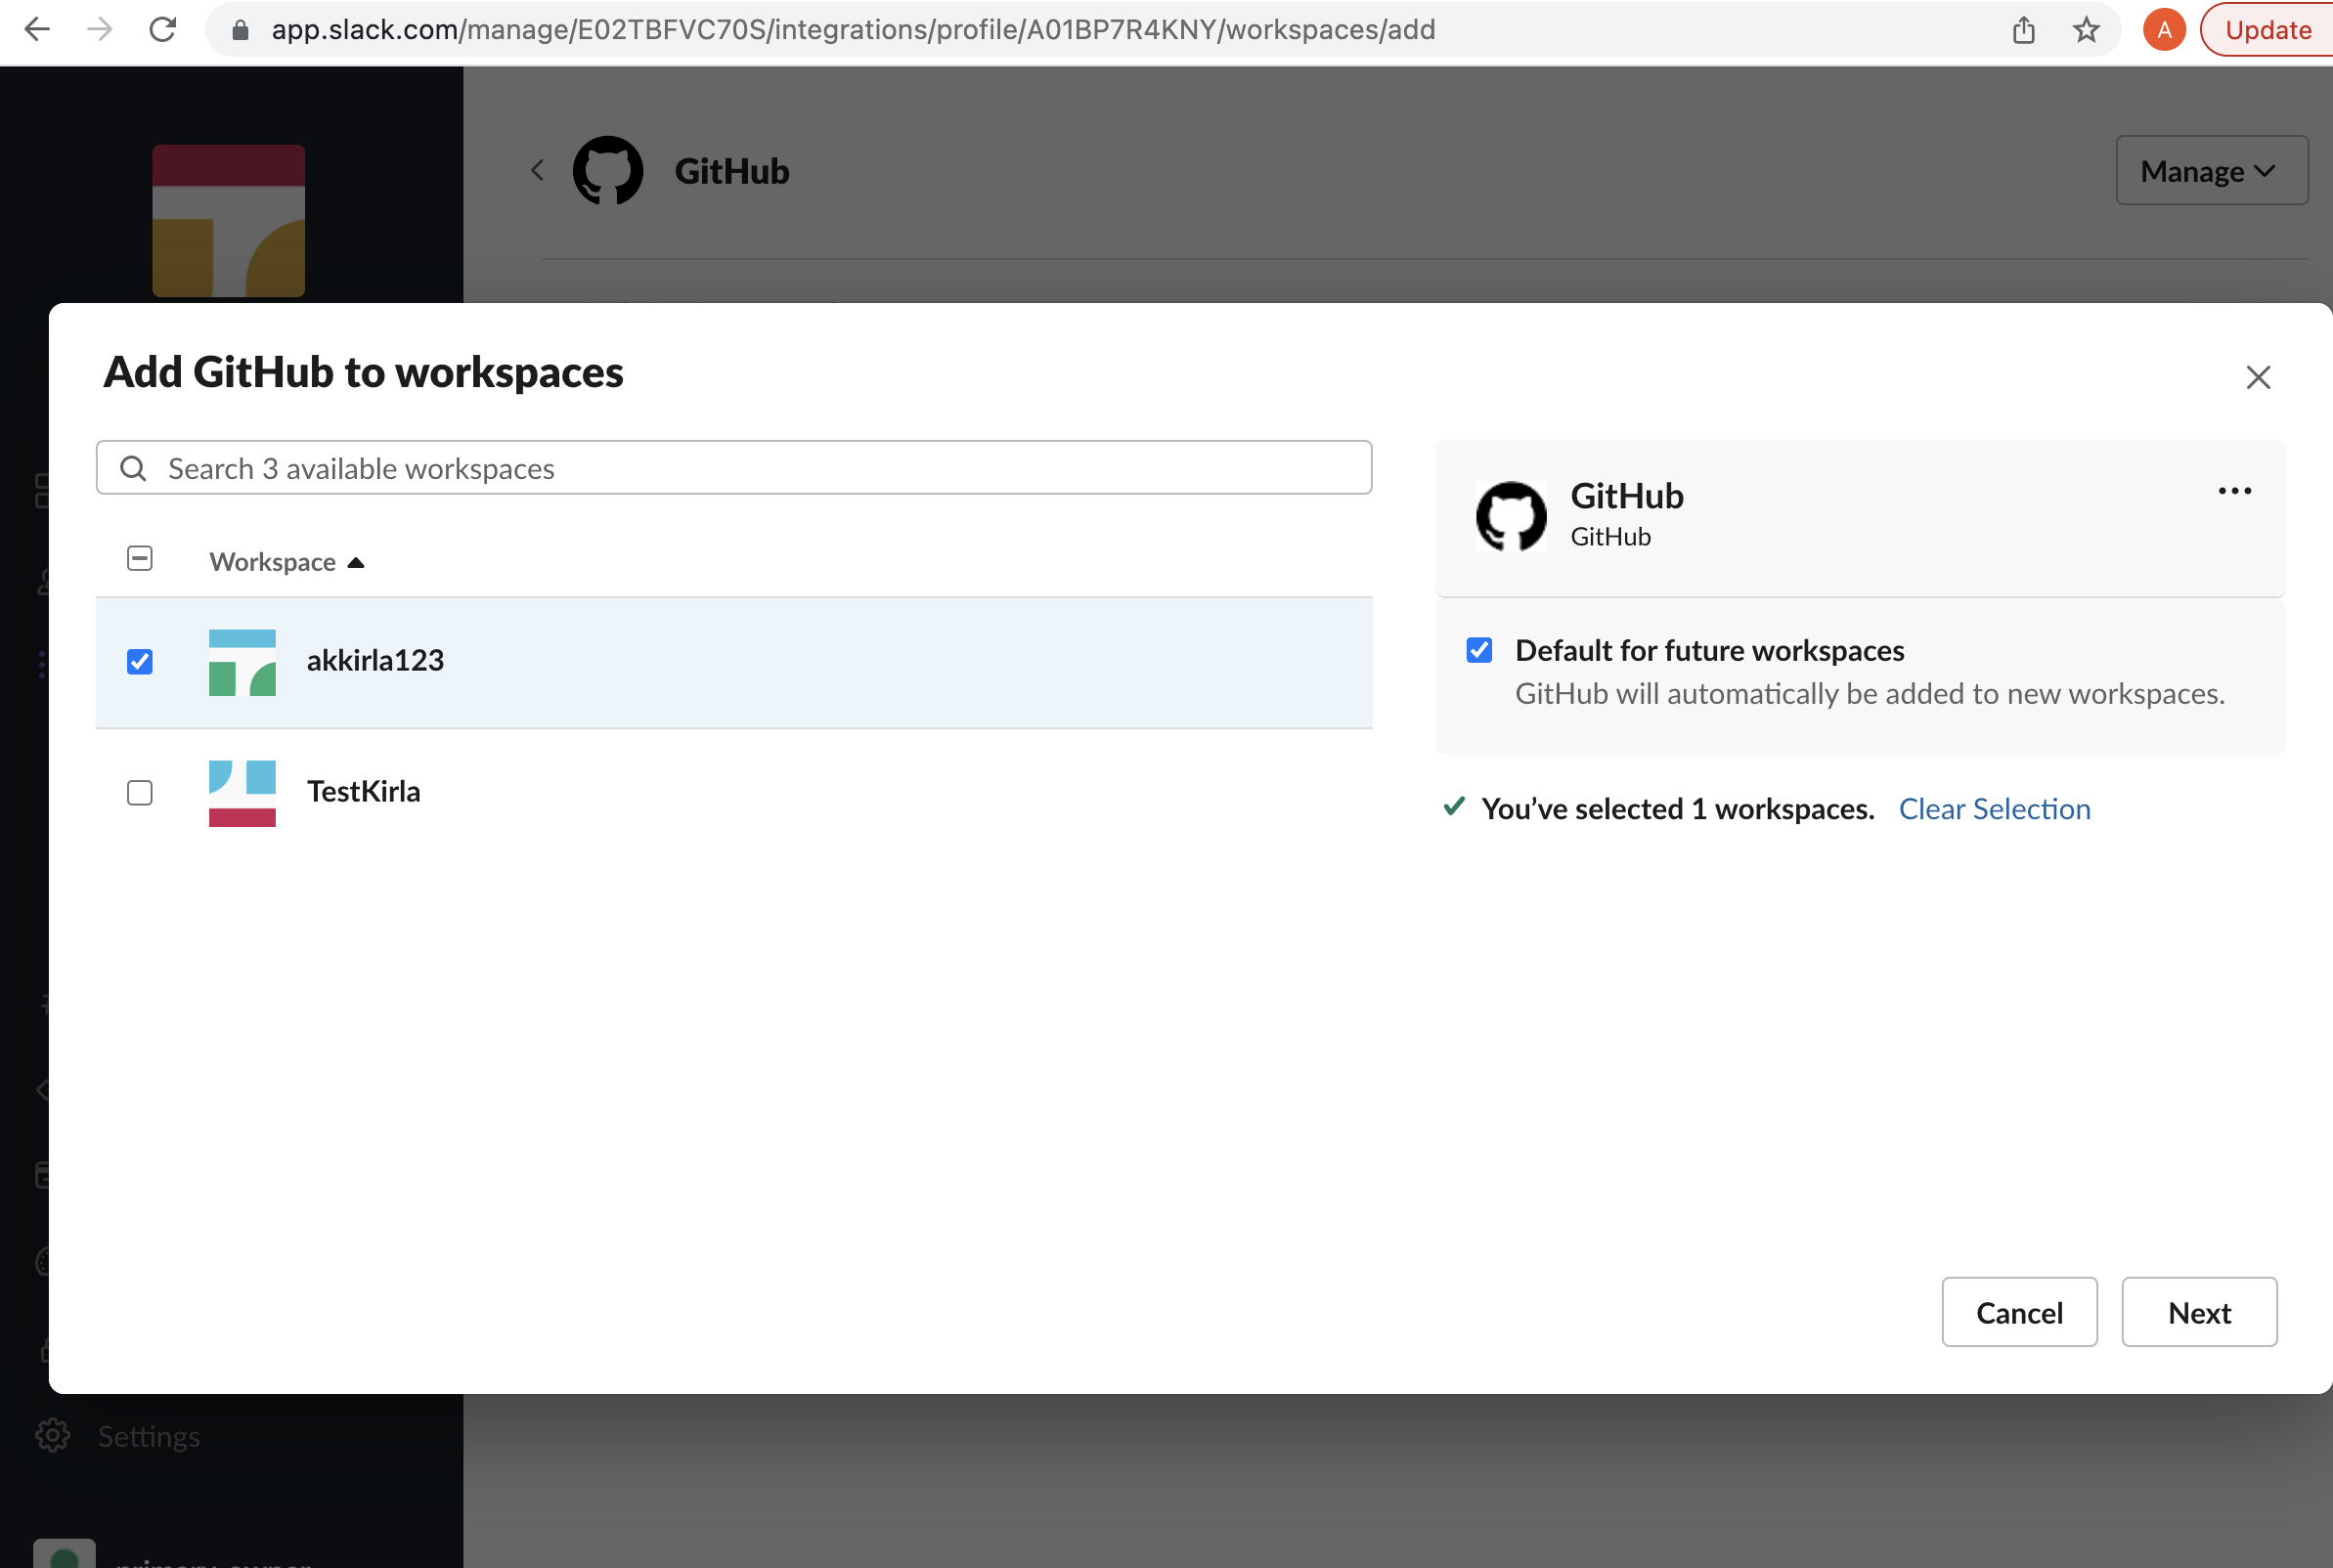 app.slack.com/manage/E02TBFVC70S/integrations/profile/A01BP7R4KNY/workspaces/add
A
Update
GitHub
Manage
Add GitHub to workspaces
Search 3 available workspaces
GitHub
GitHub
Workspace
akkirla123
Default for future workspaces
GitHub will automatically be added to new workspaces.
TestKirla
You’ve selected 1 workspaces. Clear Selection
Cancel
Next
Settings
primary_owner